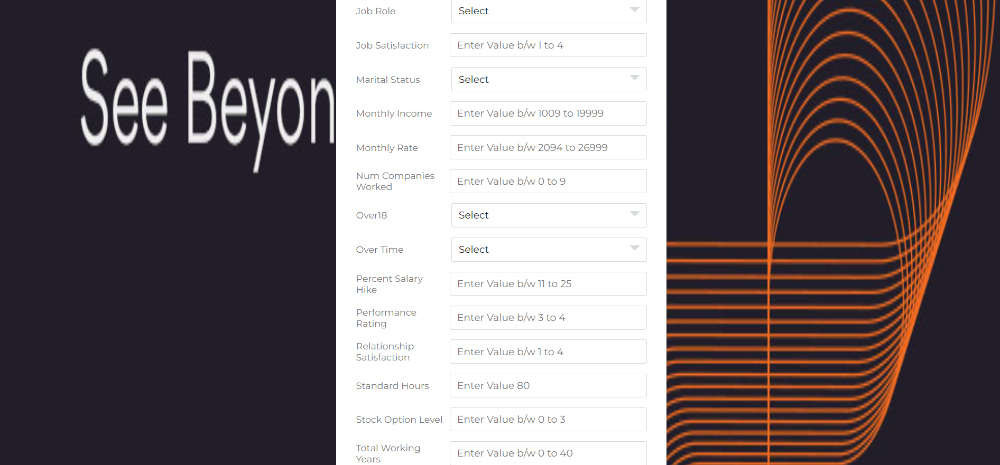 See Beyon
Job Role
Select
Job Satisfaction
Enter Value b/w 1 to 4
Marital Status
Select
Monthly Income
Enter Value b/w 1009 to 19999
Monthly Rate
Enter Value b/w 2094 to 26999
Num Companies
Worked
Enter Value b/w 0 to 9
Over18
Select
Over Time
Select
Percent Salary
Hike
Enter Value b/w 11 to 25
Performance
Rating
Enter Value b/w 3 to 4
Relationship
Satisfaction
Enter Value b/w 1 to 4
Standard Hours
Enter Value 80
Stock Option Level
Enter Value b/w 0 to 3
Total Working
Years
Enter Value b/w 0 to 40